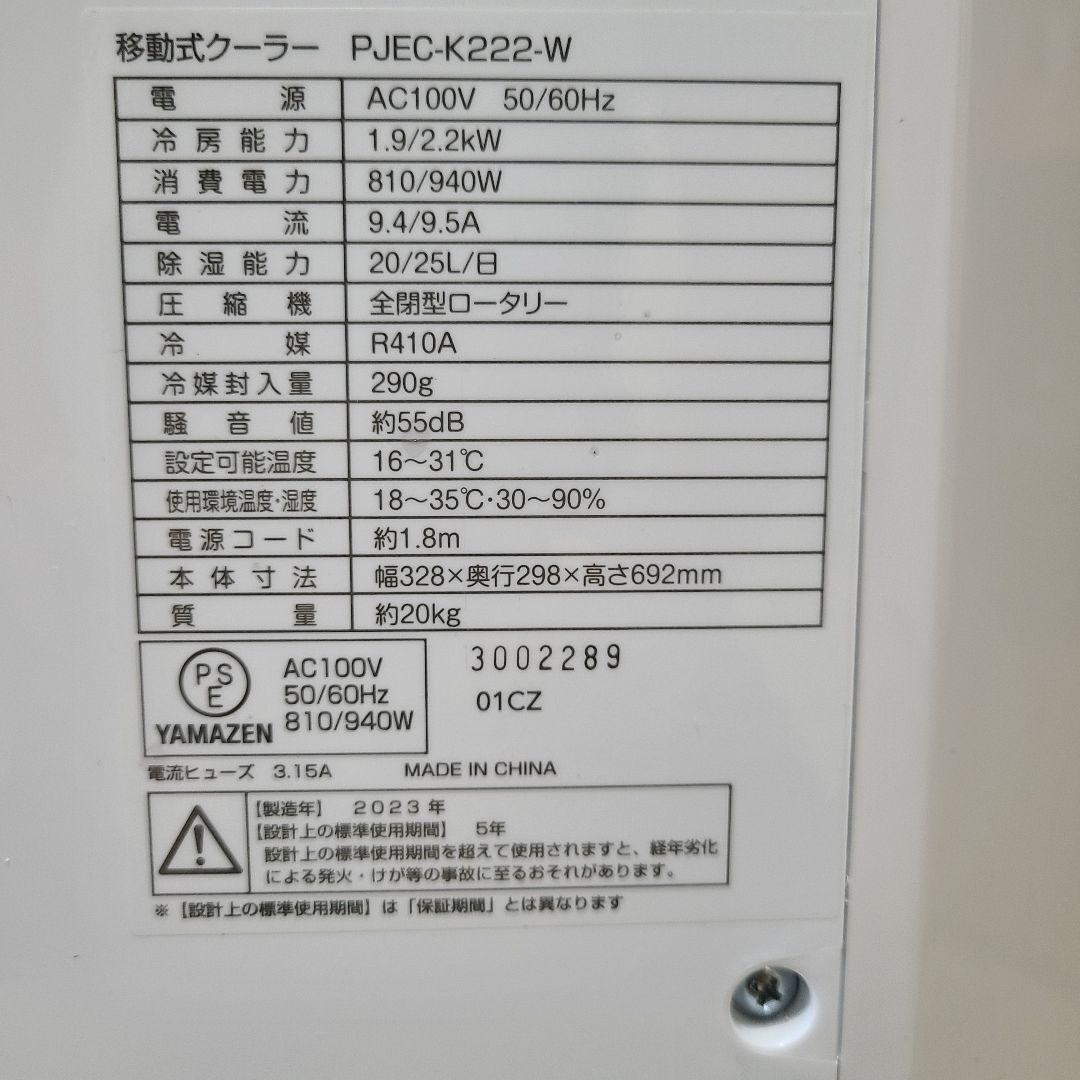 移動式クーラー PJEC-K222-W
電源 AC100V 50/60Hz
冷房能力 1.9/2.2kW
消費電力 810/940W
電流 9.4/9.5A
除湿能力 20/25L/日
圧縮機 全閉型ロータリー
冷媒 R410A
冷媒封入量 290g
騒音値 約55dB
設定可能温度 16～31℃
使用環境温度・湿度 18～35℃・30～90%
電源コード 約1.8m
本体寸法 幅328×奥行298×高さ692mm
質量 約20kg
PSE
YAMAZEN
AC100V
50/60Hz
810/940W
3002289
01CZ
電流ヒューズ 3.15A MADE IN CHINA
【製造年】 2023年
【設計上の標準使用期間】 5年
設計上の標準使用期間を超えて使用されますと、経年劣化
による発火・けが等の事故に至るおそれがあります。
※【設計上の標準使用期間】は「保証期間」とは異なります